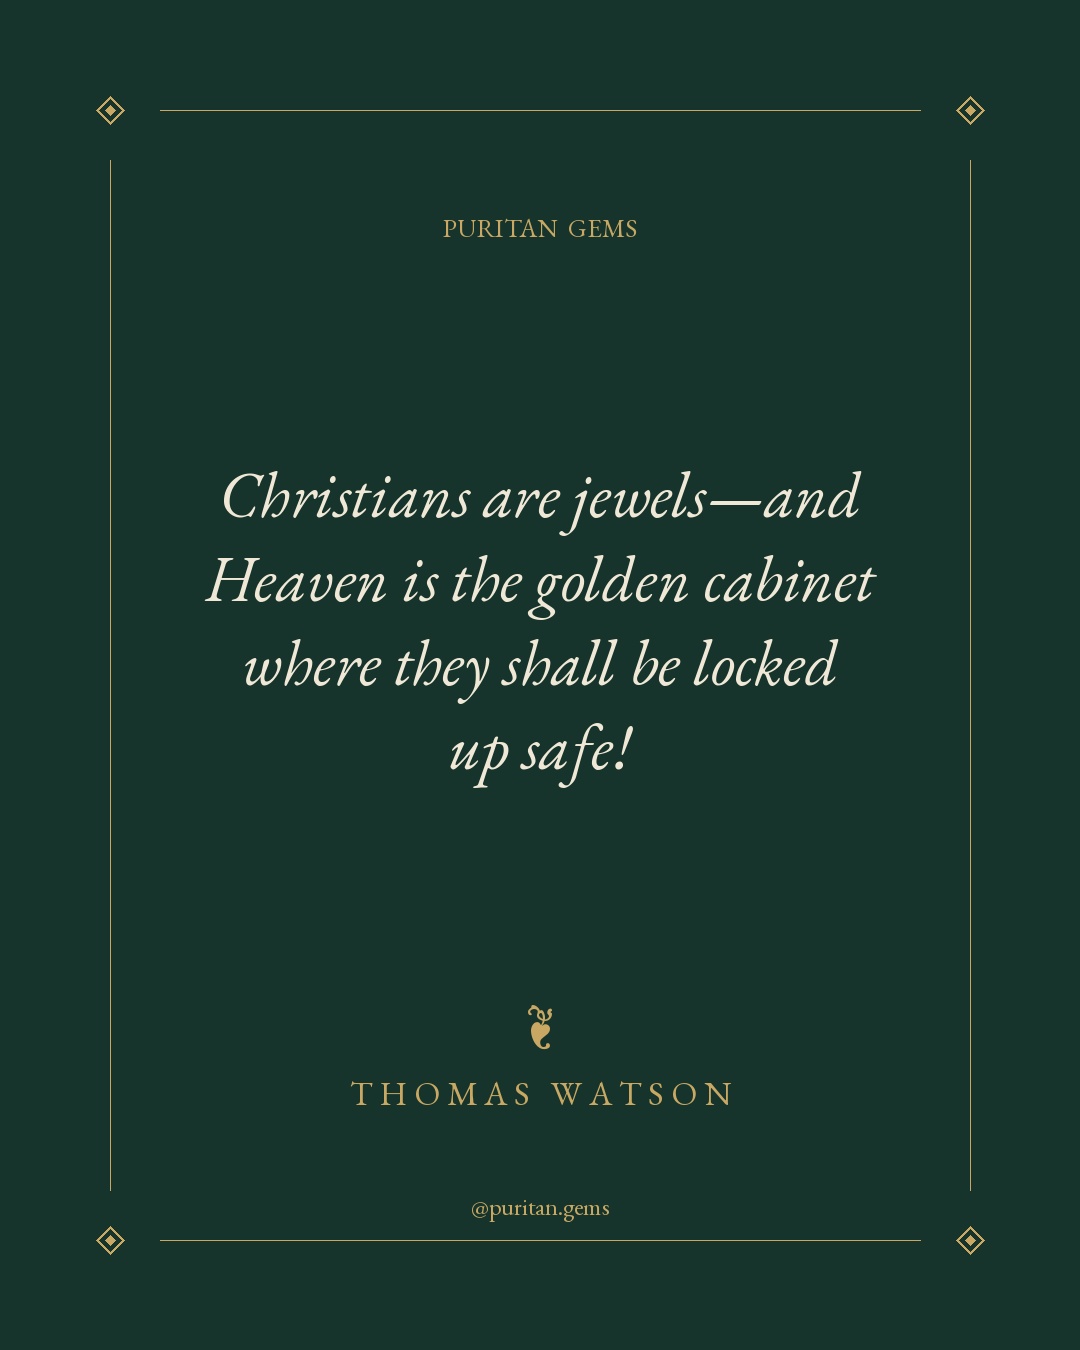 PURITAN GEMS
Christians are jewels—and
Heaven is the golden cabinet
where they shall be locked
up safe!
THOMAS WATSON
@puritan.gems